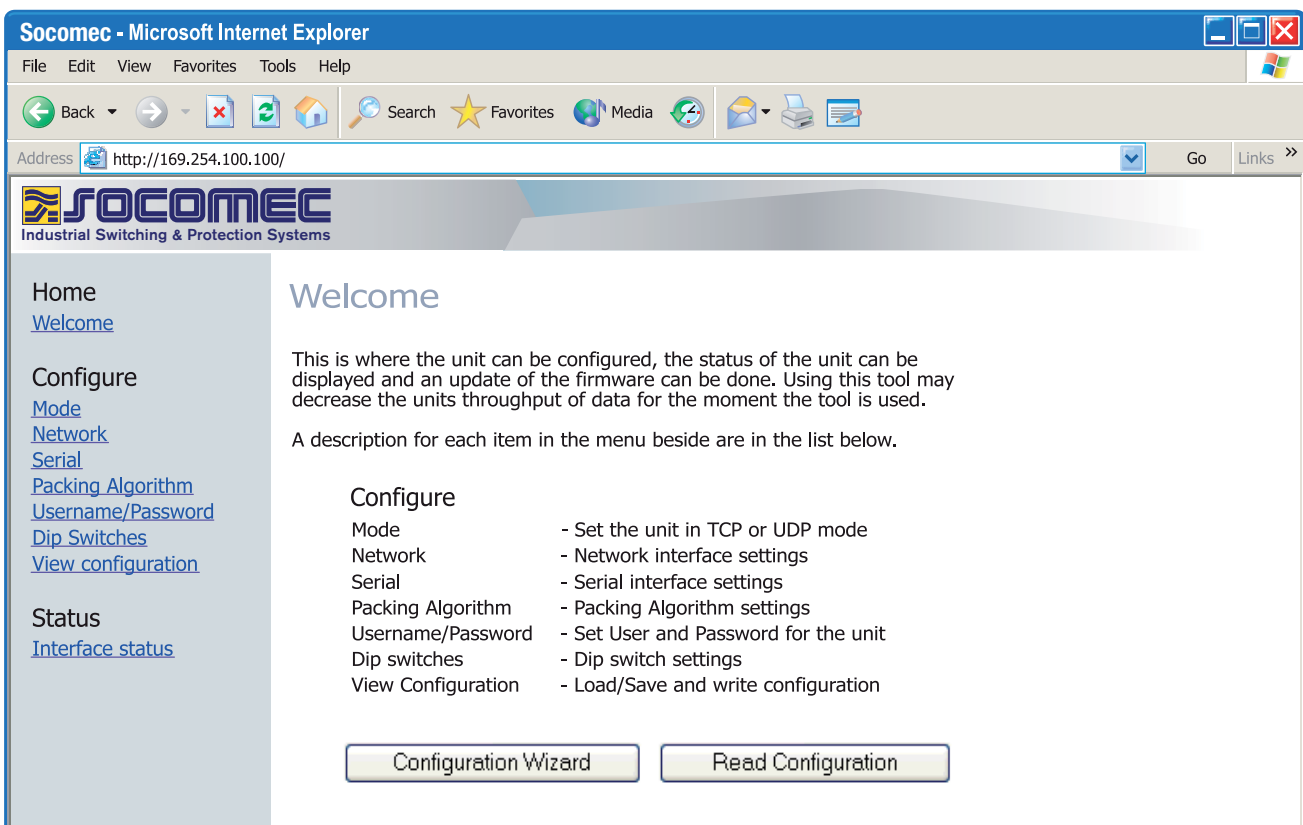 Socomec - Microsoft Internet Explorer
File Edit View Favorites Tools Help
Back Search Favorites Media
Address http://169.254.100.100/ Go Links »
SOCOMEC
Industrial Switching & Protection Systems
Home
Welcome
Configure
Mode
Network
Serial
Packing Algorithm
Username/Password
Dip Switches
View configuration
Status
Interface status
Welcome
This is where the unit can be configured, the status of the unit can be
displayed and an update of the firmware can be done. Using this tool may
decrease the units throughput of data for the moment the tool is used.
A description for each item in the menu beside are in the list below.
Configure
Mode - Set the unit in TCP or UDP mode
Network - Network interface settings
Serial - Serial interface settings
Packing Algorithm - Packing Algorithm settings
Username/Password - Set User and Password for the unit
Dip switches - Dip switch settings
View Configuration - Load/Save and write configuration
Configuration Wizard Read Configuration